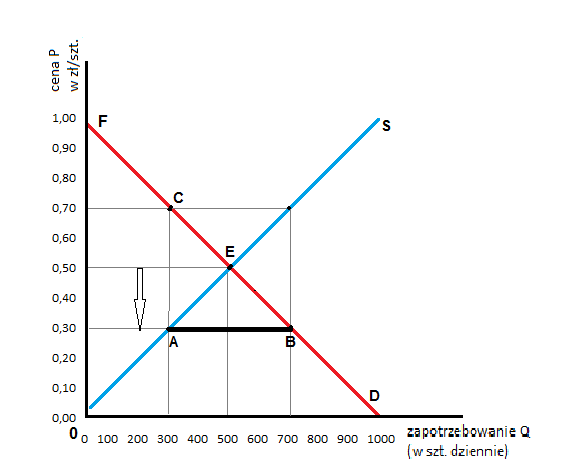 cena P
w zł/szt.
1,00
F
S
0,90
0,80
C
0,70
0,60
E
0,50
0,40
0,30
A
B
0,20
0,10
D
0,00
0
0 100 200 300 400 500 600 700 800 900 1000
zapotrzebowanie Q
( w szt. dziennie)